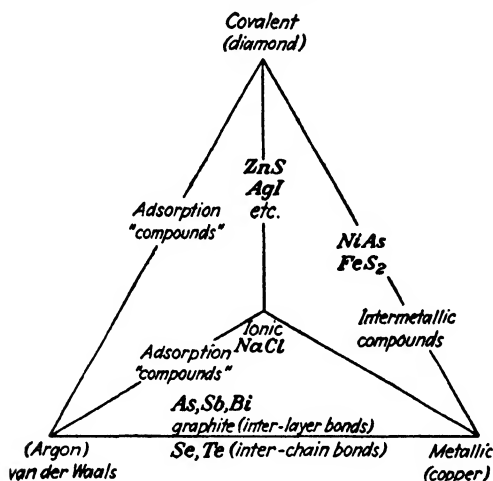 Covalent
(diamond)
ZnS
AgI
etc.
Adsorption
"compounds"
NiAs
FeS₂
Ionic
NaCl
Intermetallic
compounds
Adsorption
"compounds"
As, Sb, Bi
graphite (inter-layer bonds)
(Argon)
van der Waals
Se, Te (inter-chain bonds)
Metallic
(copper)